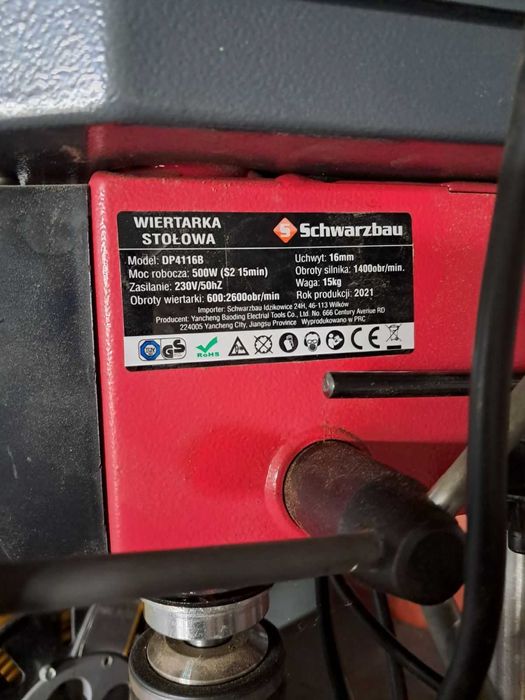 WIERTARKA
STOŁOWA
S Schwarzbau
Model: DP4116B
Moc robocza: 500W (S2 15min)
Zasilanie: 230V/50hZ
Obroty wiertarki: 600:2600obr/min
Uchwyt: 16mm
Obroty silnika: 1400obr/min.
Waga: 15kg
Rok produkcji: 2021
Importer: Schwarzbau Idzikowice 24H, 46-113 Wilków
Producent: Yancheng Baoding Electrial Tools Co., Ltd. No. 666 Century Averiue RD
224005 Yancheng City, Jiangsu Province Wyprodukowano w PRC
GS
RoHS
CE